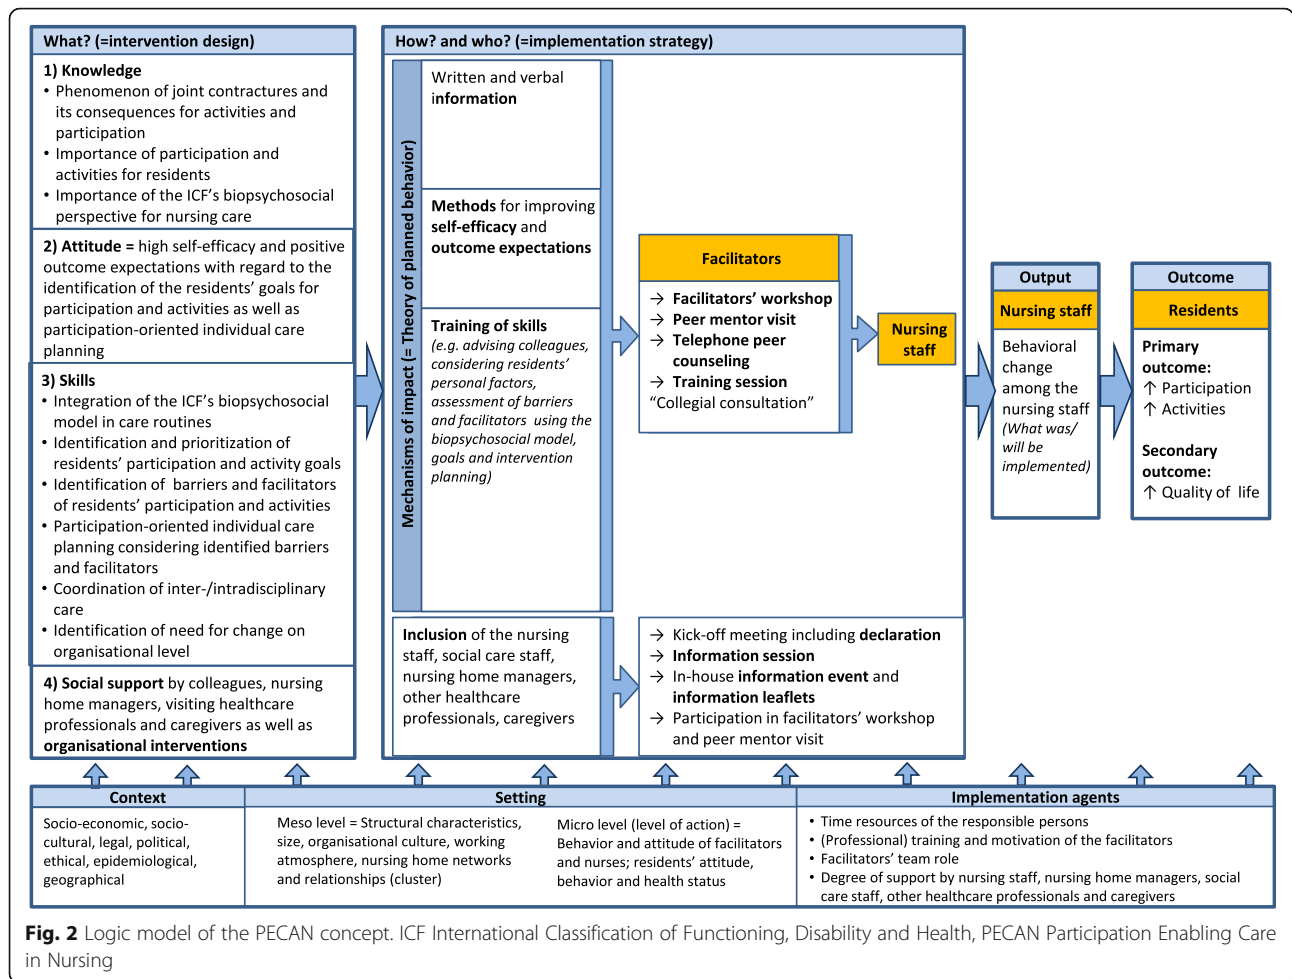 What? (=intervention design)
1) Knowledge
• Phenomenon of joint contractures and
its consequences for activities and
participation
• Importance of participation and
activities for residents
• Importance of the ICF's biopsychosocial
perspective for nursing care
2) Attitude = high self-efficacy and positive
outcome expectations with regard to the
identification of the residents' goals for
participation and activities as well as
participation-oriented individual care
planning
3) Skills
• Integration of the ICF's biopsychosocial
model in care routines
• Identification and prioritization of
residents' participation and activity goals
• Identification of barriers and facilitators
of residents' participation and activities
• Participation-oriented individual care
planning considering identified barriers
and facilitators
• Coordination of inter-/intradisciplinary
care
• Identification of need for change on
organisational level
4) Social support by colleagues, nursing
home managers, visiting healthcare
professionals and caregivers as well as
organisational interventions
How? and who? (=implementation strategy)
Mechanisms of impact (= Theory of planned behavior)
Written and verbal
information
Methods for improving
self-efficacy and
outcome expectations
Training of skills
(e.g. advising colleagues,
considering residents'
personal factors,
assessment of barriers
and facilitators using the
biopsychosocial model,
goals and intervention
planning)
Facilitators
→ Facilitators' workshop
→ Peer mentor visit
→ Telephone peer
counseling
→ Training session
"Collegial consultation"
Nursing
staff
Inclusion of the nursing
staff, social care staff,
nursing home managers,
other healthcare
professionals, caregivers
→ Kick-off meeting including declaration
→ Information session
→ In-house information event and
information leaflets
→ Participation in facilitators' workshop
and peer mentor visit
Output
Nursing staff
Behavioral
change
among the
nursing staff
(What was/
will be
implemented)
Outcome
Residents
Primary
outcome:
↑ Participation
↑ Activities
Secondary
outcome:
↑ Quality of life
Context
Socio-economic, socio-
cultural, legal, political,
ethical, epidemiological,
geographical
Setting
Meso level = Structural characteristics,
size, organisational culture, working
atmosphere, nursing home networks
and relationships (cluster)
Micro level (level of action) =
Behavior and attitude of facilitators
and nurses; residents' attitude,
behavior and health status
Implementation agents
• Time resources of the responsible persons
• (Professional) training and motivation of the facilitators
• Facilitators' team role
• Degree of support by nursing staff, nursing home managers, social
care staff, other healthcare professionals and caregivers
Fig. 2 Logic model of the PECAN concept. ICF International Classification of Functioning, Disability and Health, PECAN Participation Enabling Care
in Nursing